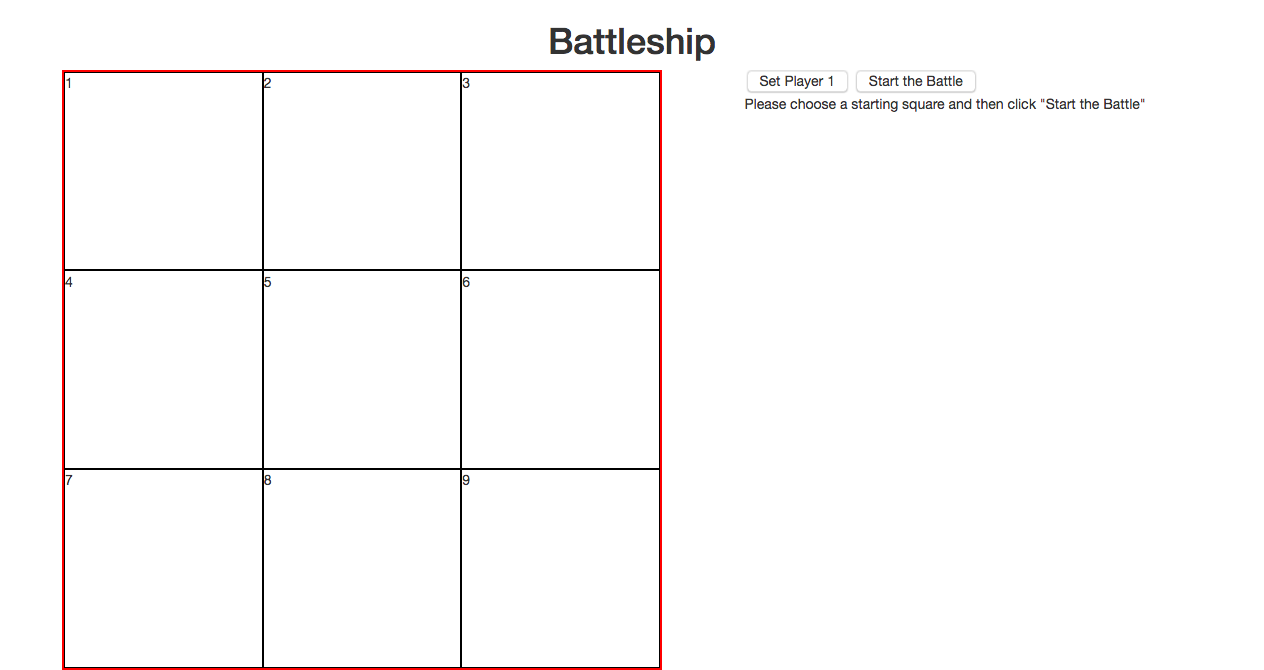 Battleship
1 2 3
Set Player 1 Start the Battle
Please choose a starting square and then click "Start the Battle"
4 5 6
7 8 9